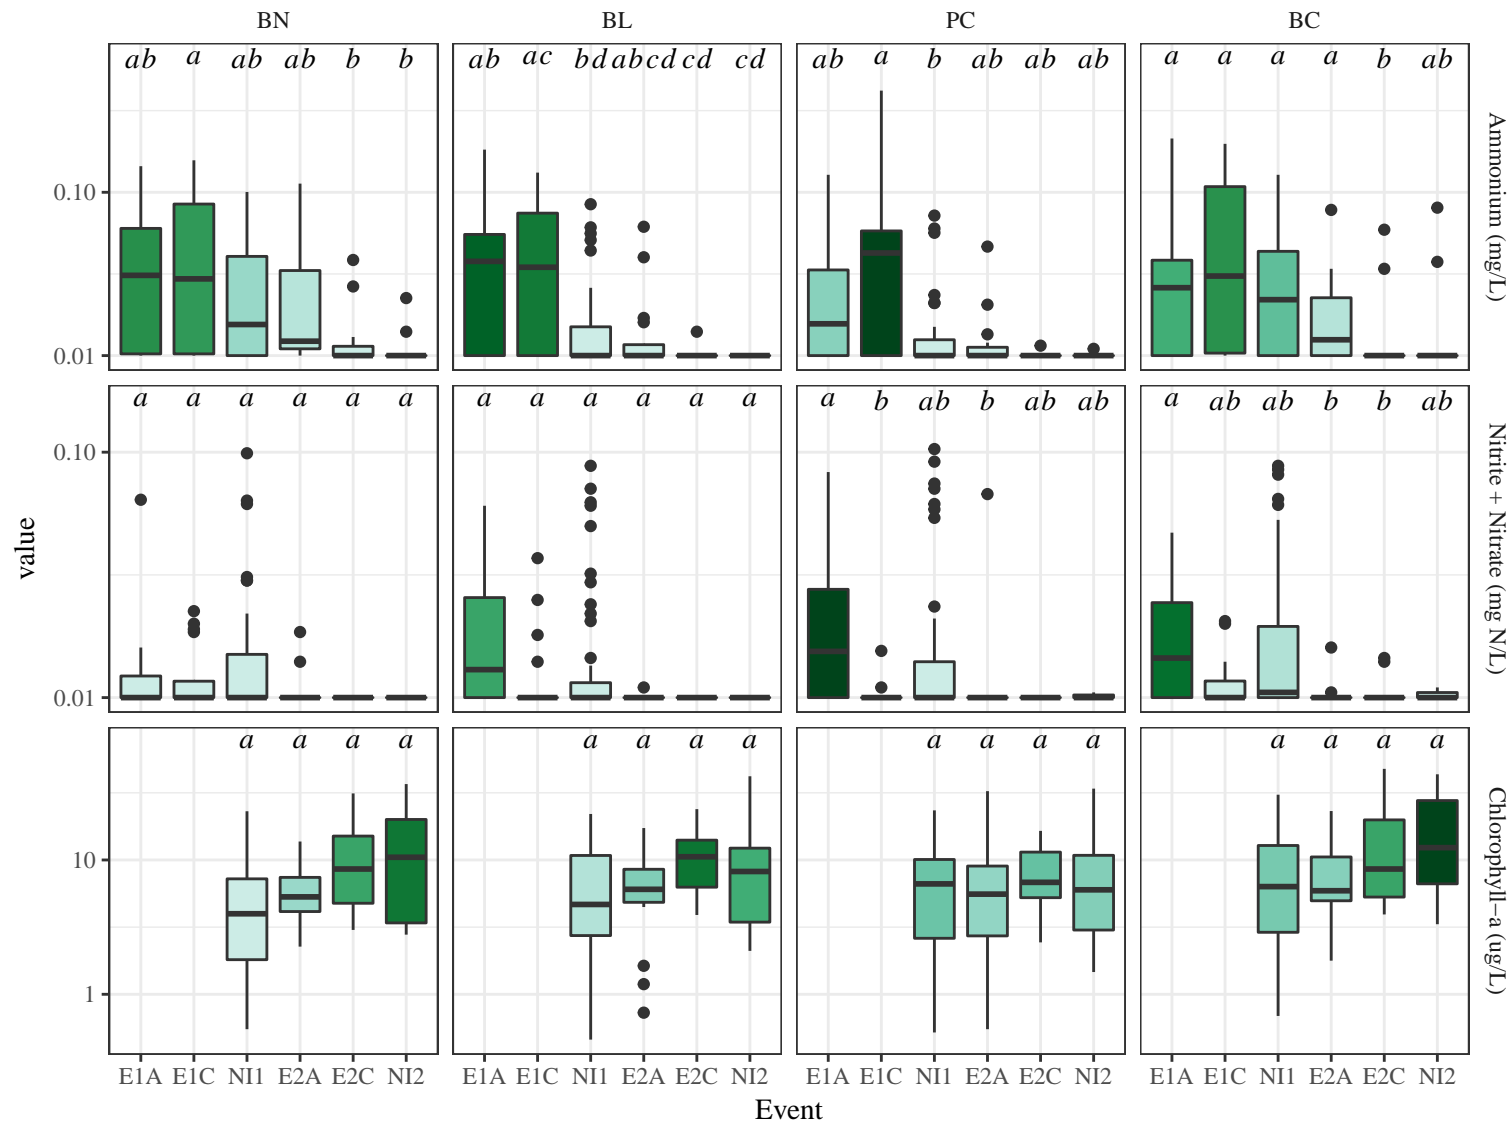 BN BL PC BC
ab a ab ab b b ab ac bd abcd cd cd ab a b ab ab ab a a a a b ab
0.10
0.01
Ammonium (mg/L)
a a a a a a a a a a a a a b ab b ab ab a ab ab b b ab
0.10
0.01
Nitrite + Nitrate (mg N/L)
value
a a a a a a a a a a a a a a a a
10
1
Chlorophyll−a (ug/L)
E1A E1C NI1 E2A E2C NI2 E1A E1C NI1 E2A E2C NI2 E1A E1C NI1 E2A E2C NI2 E1A E1C NI1 E2A E2C NI2
Event